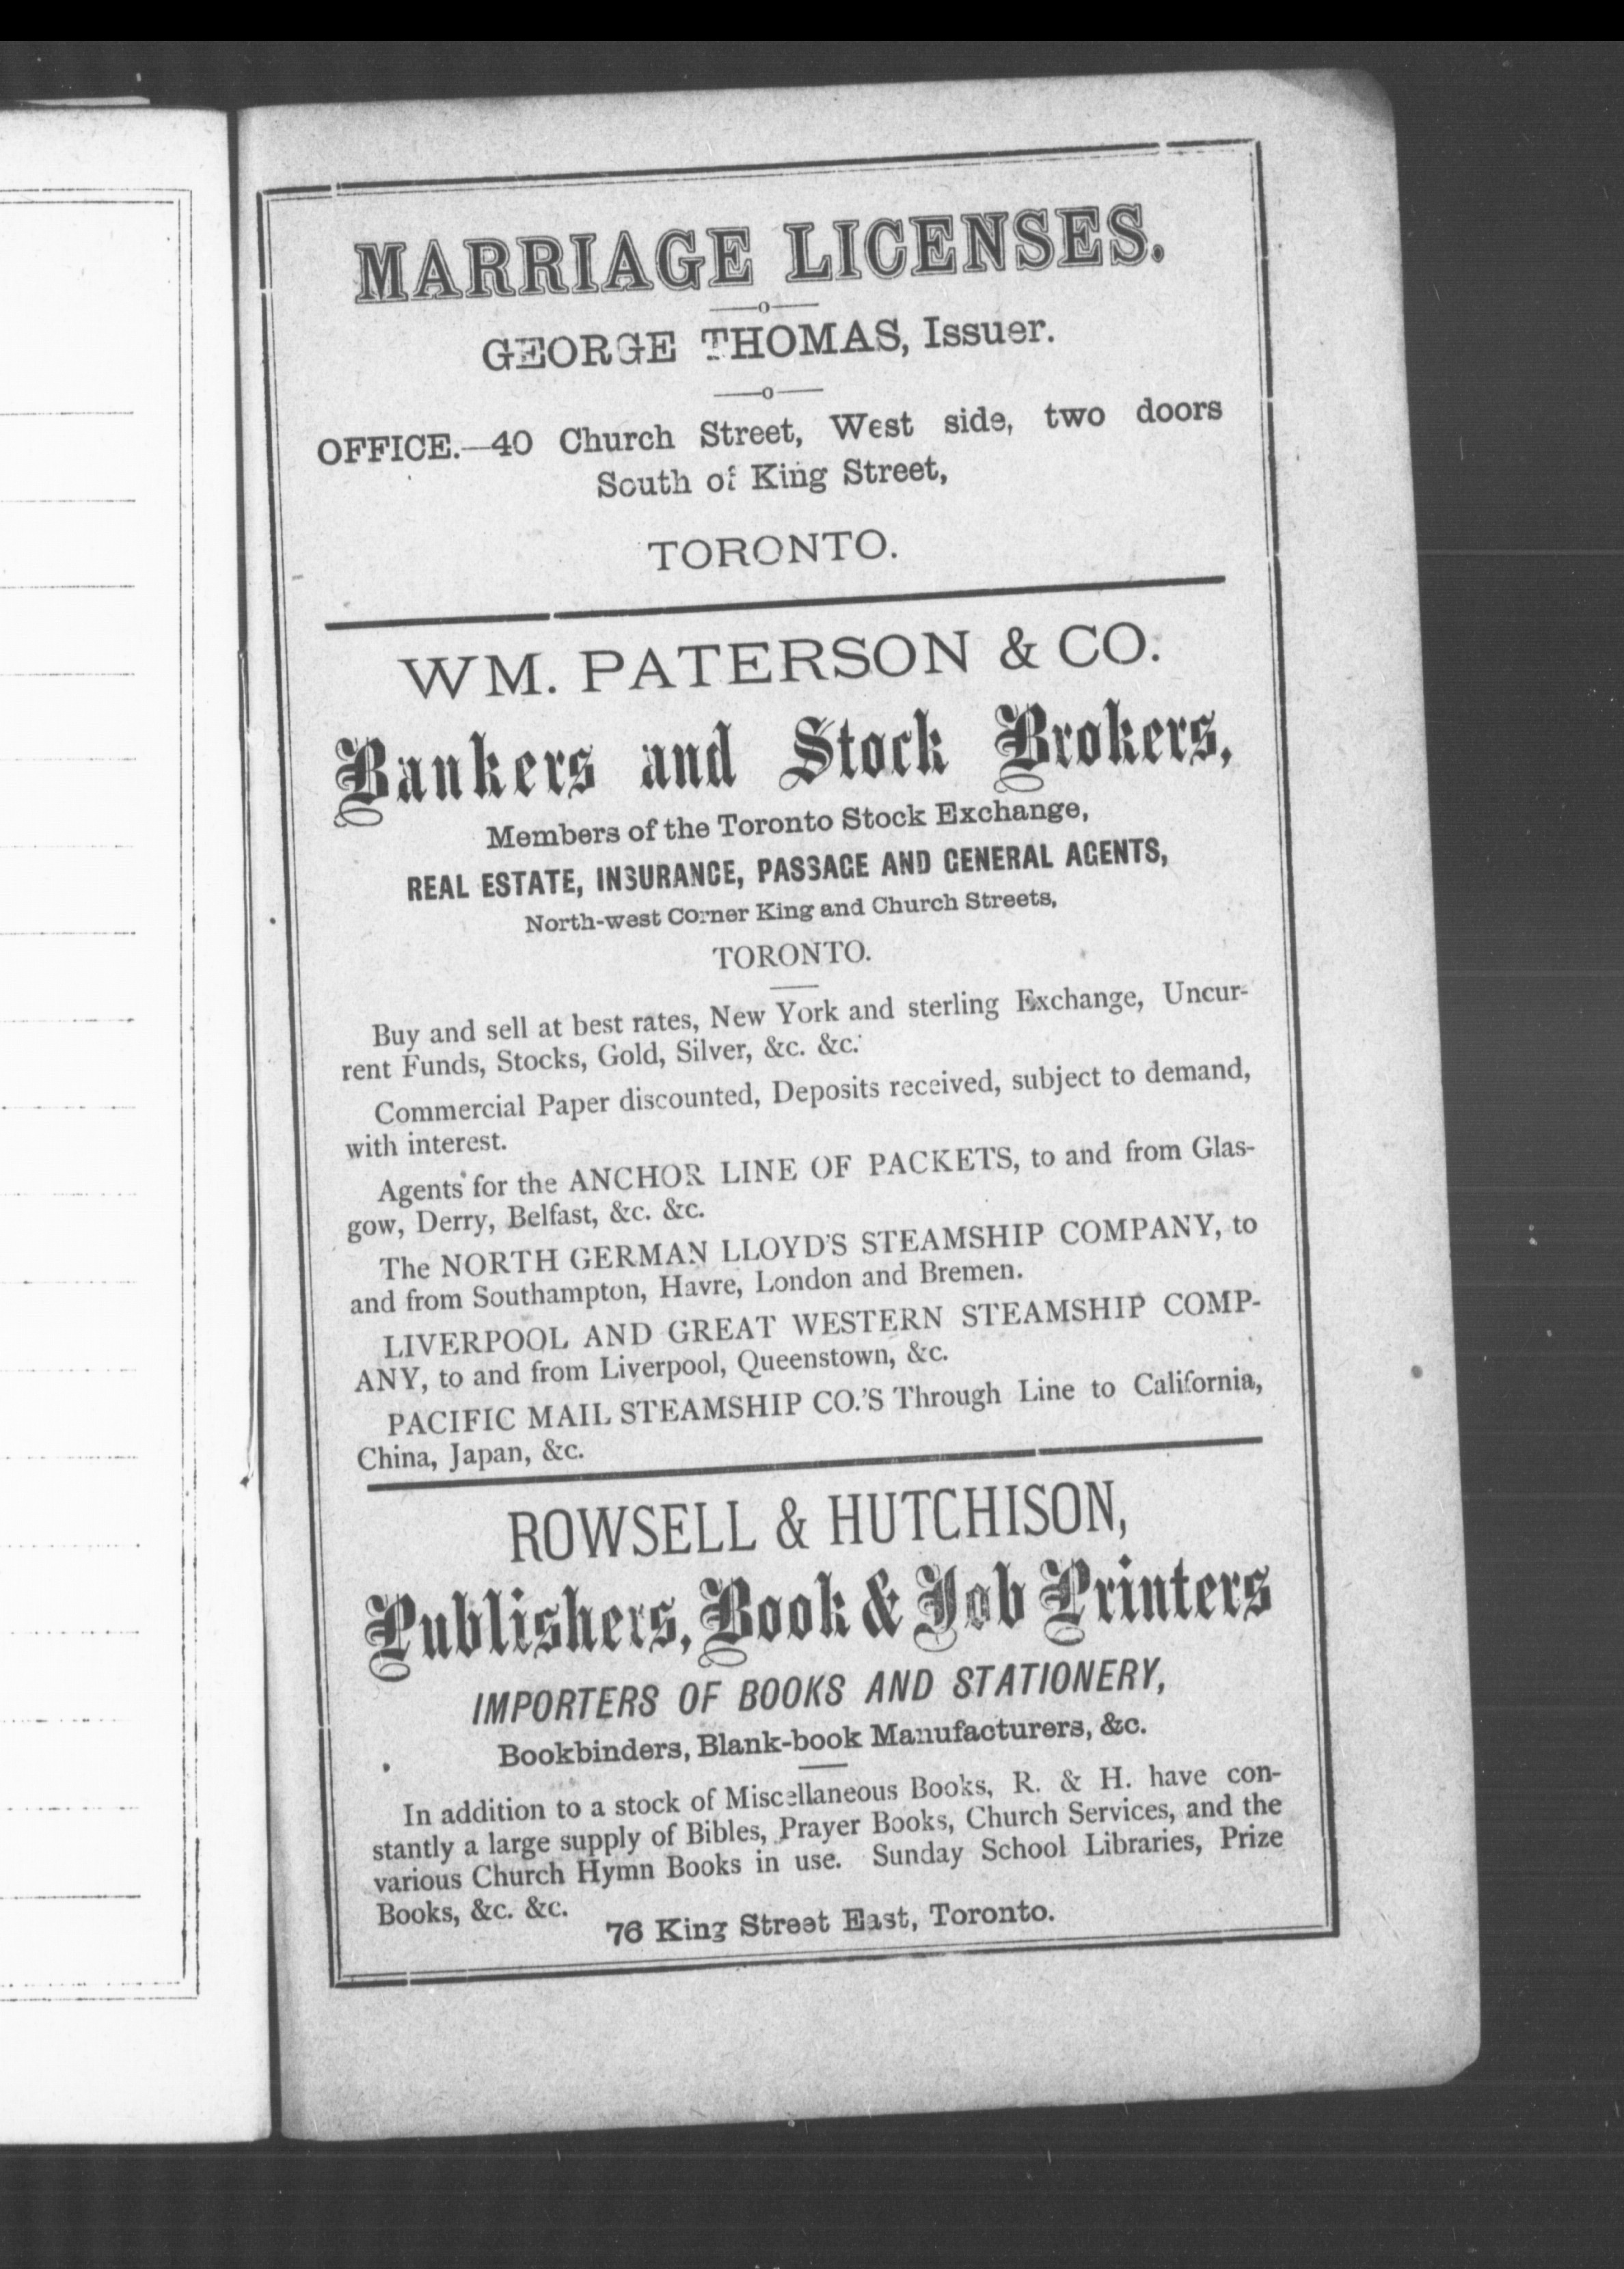 MARRIAGE LICENSES.
GEORGE THOMAS, Issuer.
OFFICE.—40 Church Street, West side, two doors
South of King Street,
TORONTO.
WM. PATERSON & CO.
Bankers and Stock Brokers,
Members of the Toronto Stock Exchange,
REAL ESTATE, INSURANCE, PASSAGE AND GENERAL AGENTS,
North-west Corner King and Church Streets,
TORONTO.
Buy and sell at best rates, New York and sterling Exchange, Uncur-
rent Funds, Stocks, Gold, Silver, &c. &c.
Commercial Paper discounted, Deposits received, subject to demand,
with interest.
Agents for the ANCHOR LINE OF PACKETS, to and from Glas-
gow, Derry, Belfast, &c. &c.
The NORTH GERMAN LLOYD'S STEAMSHIP COMPANY, to
and from Southampton, Havre, London and Bremen.
LIVERPOOL AND GREAT WESTERN STEAMSHIP COMP-
ANY, to and from Liverpool, Queenstown, &c.
PACIFIC MAIL STEAMSHIP CO.'S Through Line to California,
China, Japan, &c.
ROWSELL & HUTCHISON,
Publishers, Book & Job Printers
IMPORTERS OF BOOKS AND STATIONERY,
Bookbinders, Blank-book Manufacturers, &c.
In addition to a stock of Miscellaneous Books, R. & H. have con-
stantly a large supply of Bibles, Prayer Books, Church Services, and the
various Church Hymn Books in use. Sunday School Libraries, Prize
Books, &c. &c.
76 King Street East, Toronto.